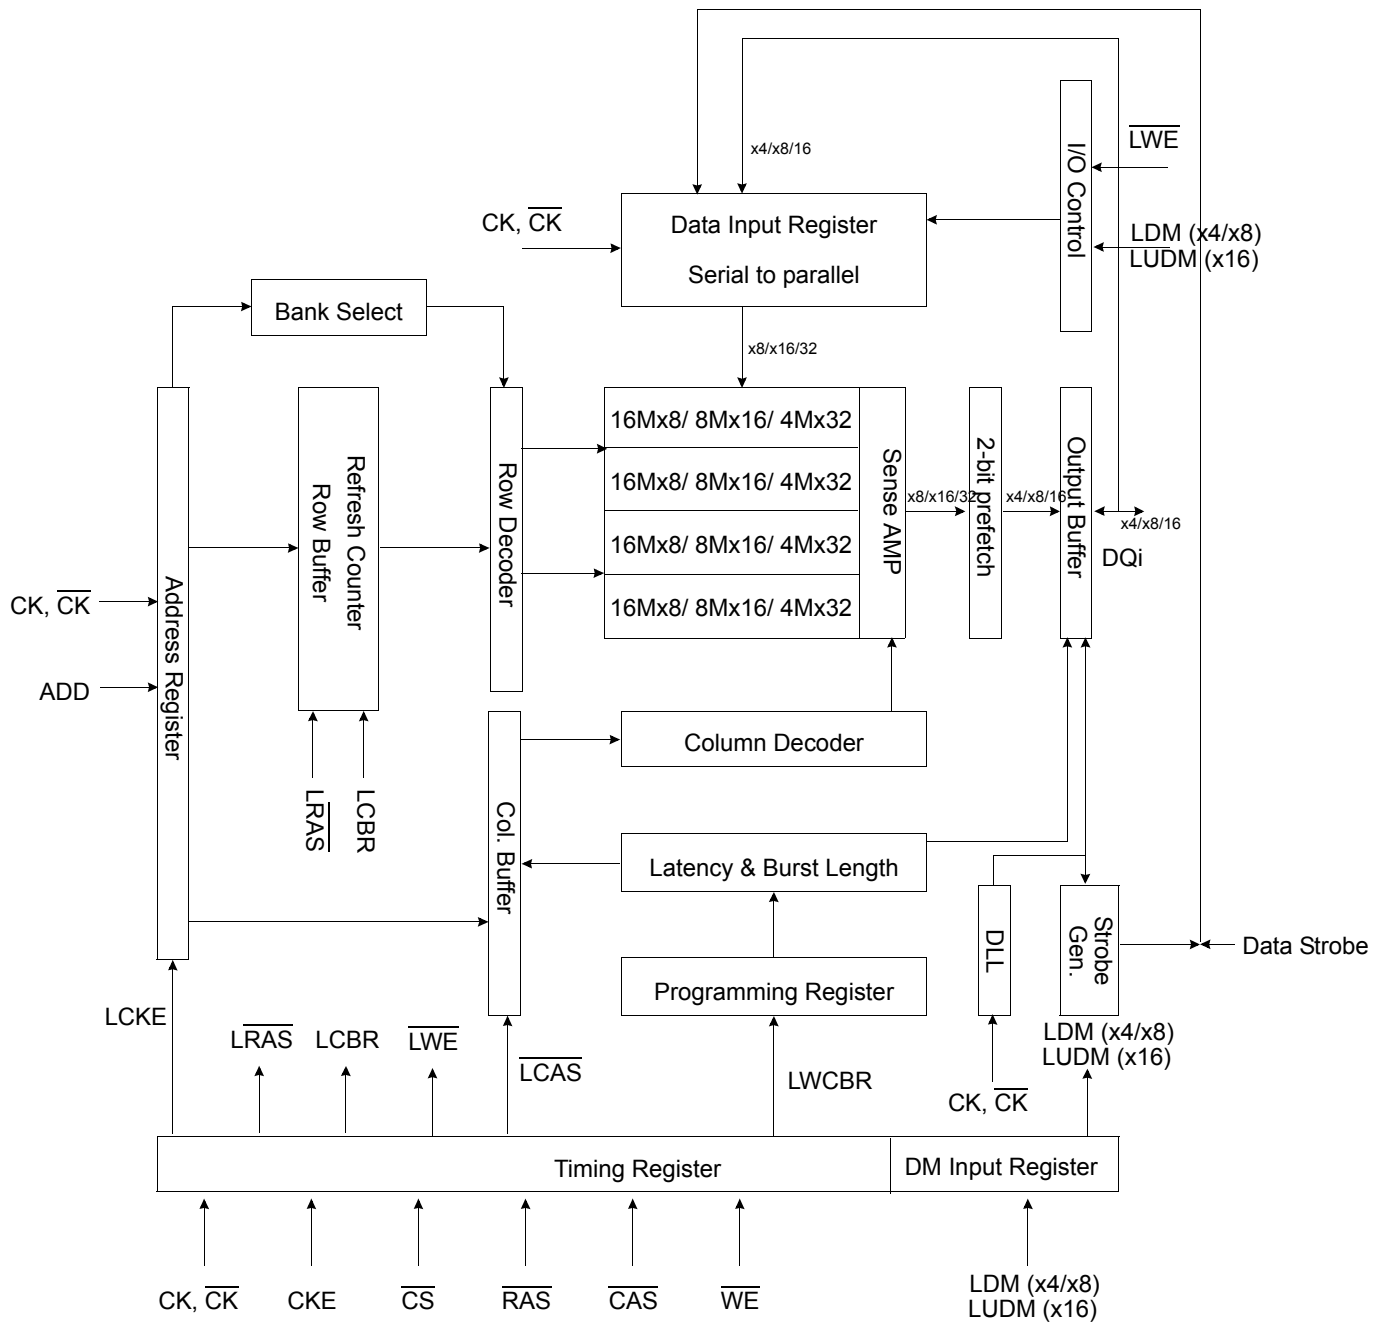 x4/x8/16
LWE
I/O Control
CK, CK
Data Input Register
Serial to parallel
LDM (x4/x8)
LUDM (x16)
Bank Select
x8/x16/32
16Mx8/ 8Mx16/ 4Mx32
16Mx8/ 8Mx16/ 4Mx32
16Mx8/ 8Mx16/ 4Mx32
16Mx8/ 8Mx16/ 4Mx32
Refresh Counter
Row Buffer
Row Decoder
Sense AMP
x8/x16/32
2-bit prefetch
x4/x8/16
Output Buffer
x4/x8/16
DQi
Address Register
CK, CK
ADD
Column Decoder
LRAS
LCBR
Col. Buffer
Latency & Burst Length
DLL
Strobe
Gen.
Data Strobe
Programming Register
LCKE
LRAS
LCBR
LWE
LCAS
LWCBR
CK, CK
LDM (x4/x8)
LUDM (x16)
Timing Register
DM Input Register
CK, CK
CKE
CS
RAS
CAS
WE
LDM (x4/x8)
LUDM (x16)